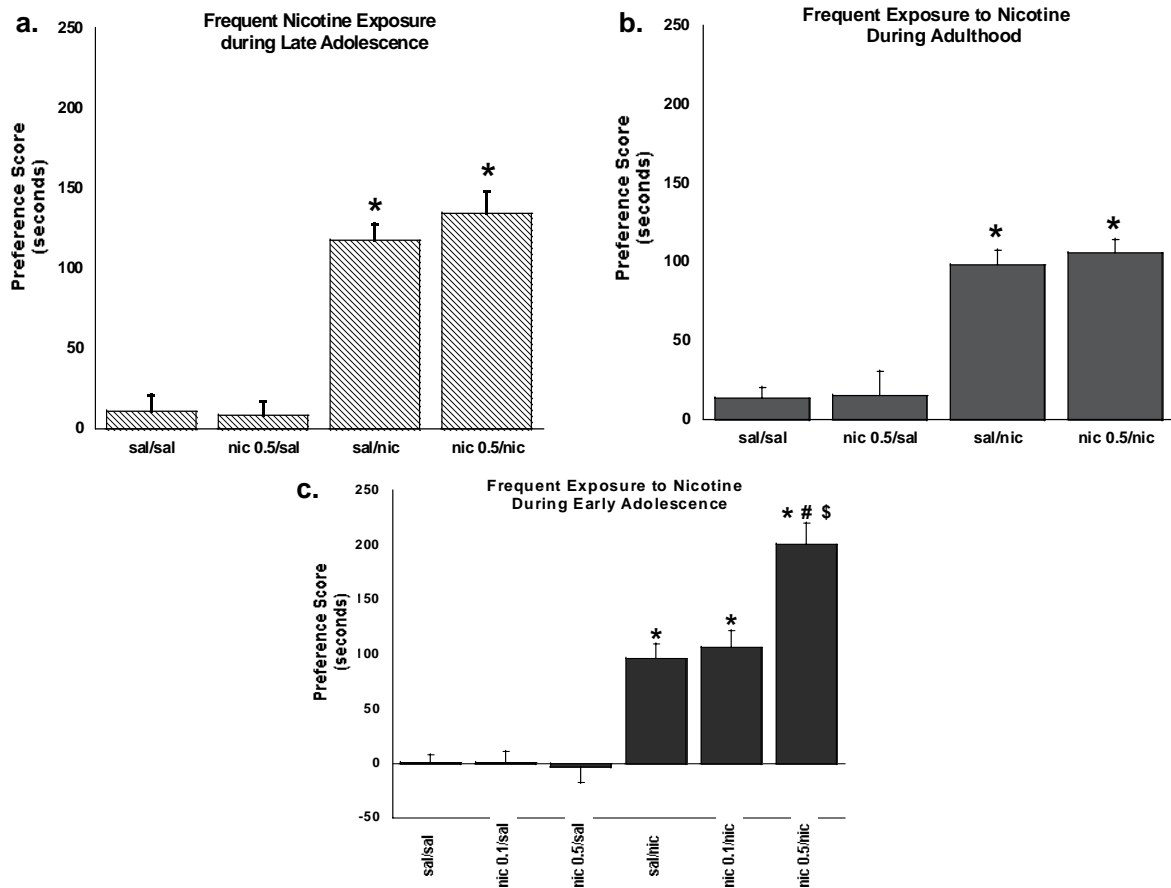 a.
Frequent Nicotine Exposure
during Late Adolescence
250
200
150
100
50
0
Preference Score
(seconds)
*
*
sal/sal
nic 0.5/sal
sal/nic
nic 0.5/nic
b.
Frequent Exposure to Nicotine
During Adulthood
250
200
150
100
50
0
Preference Score
(seconds)
*
*
sal/sal
nic 0.5/sal
sal/nic
nic 0.5/nic
c.
Frequent Exposure to Nicotine
During Early Adolescence
250
200
150
100
50
0
-50
Preference Score
(seconds)
*
*
* # $
sal/sal
nic 0.1/sal
nic 0.5/sal
sal/nic
nic 0.1/nic
nic 0.5/nic